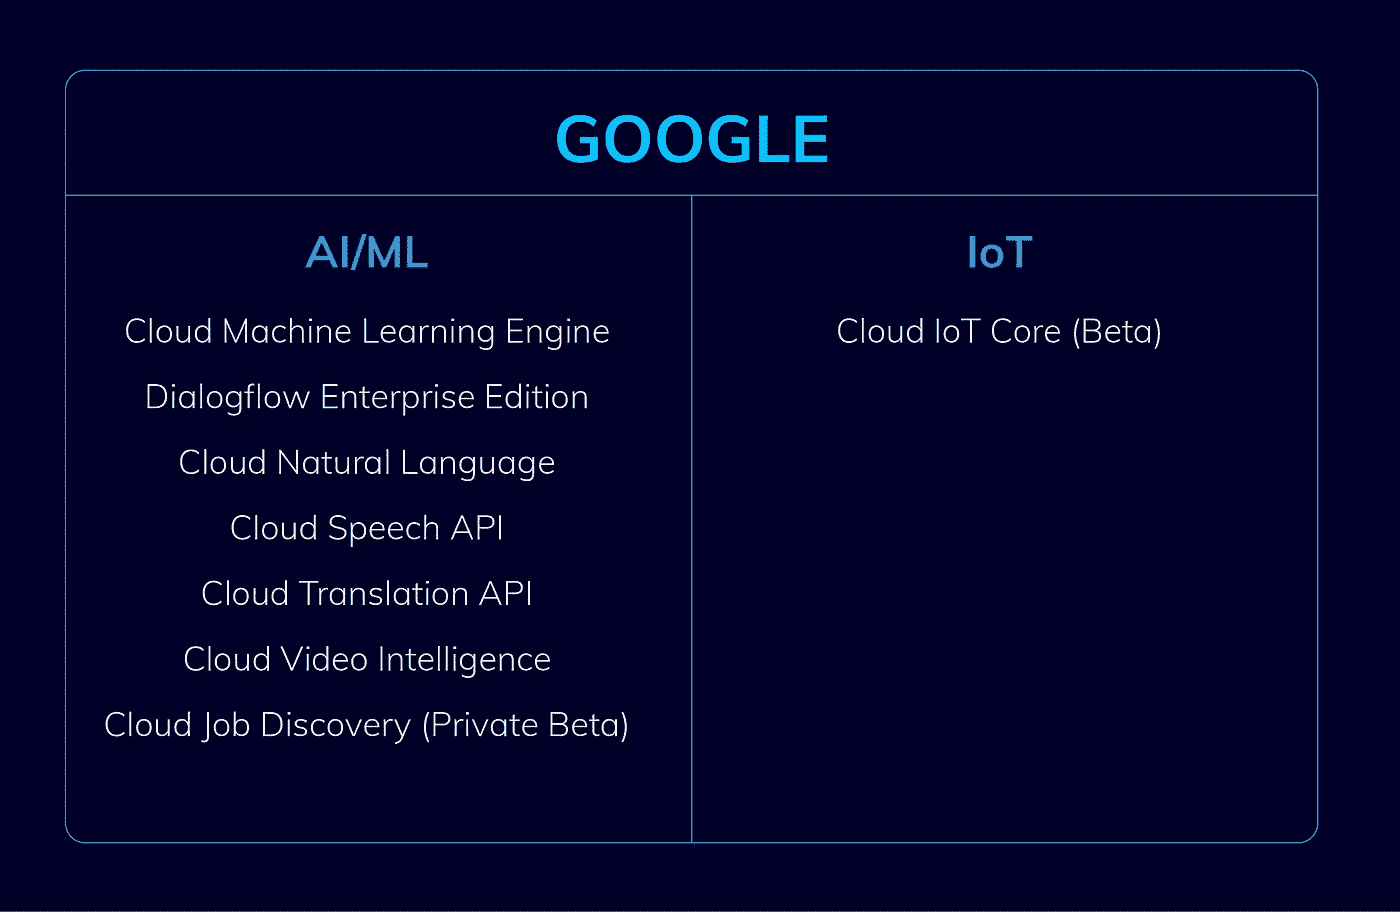 GOOGLE
AI/ML
Cloud Machine Learning Engine
Dialogflow Enterprise Edition
Cloud Natural Language
Cloud Speech API
Cloud Translation API
Cloud Video Intelligence
Cloud Job Discovery (Private Beta)
IoT
Cloud IoT Core (Beta)